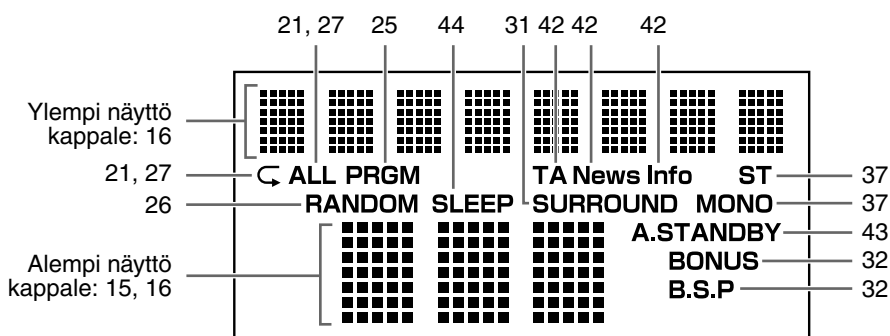 21, 27 25 44 31 42 42 42
Ylempi näyttö
kappale: 16
21, 27 ALL PRGM TA News Info ST 37
26 RANDOM SLEEP SURROUND MONO 37
A.STANDBY 43
Alempi näyttö
kappale: 15, 16
BONUS 32
B.S.P 32